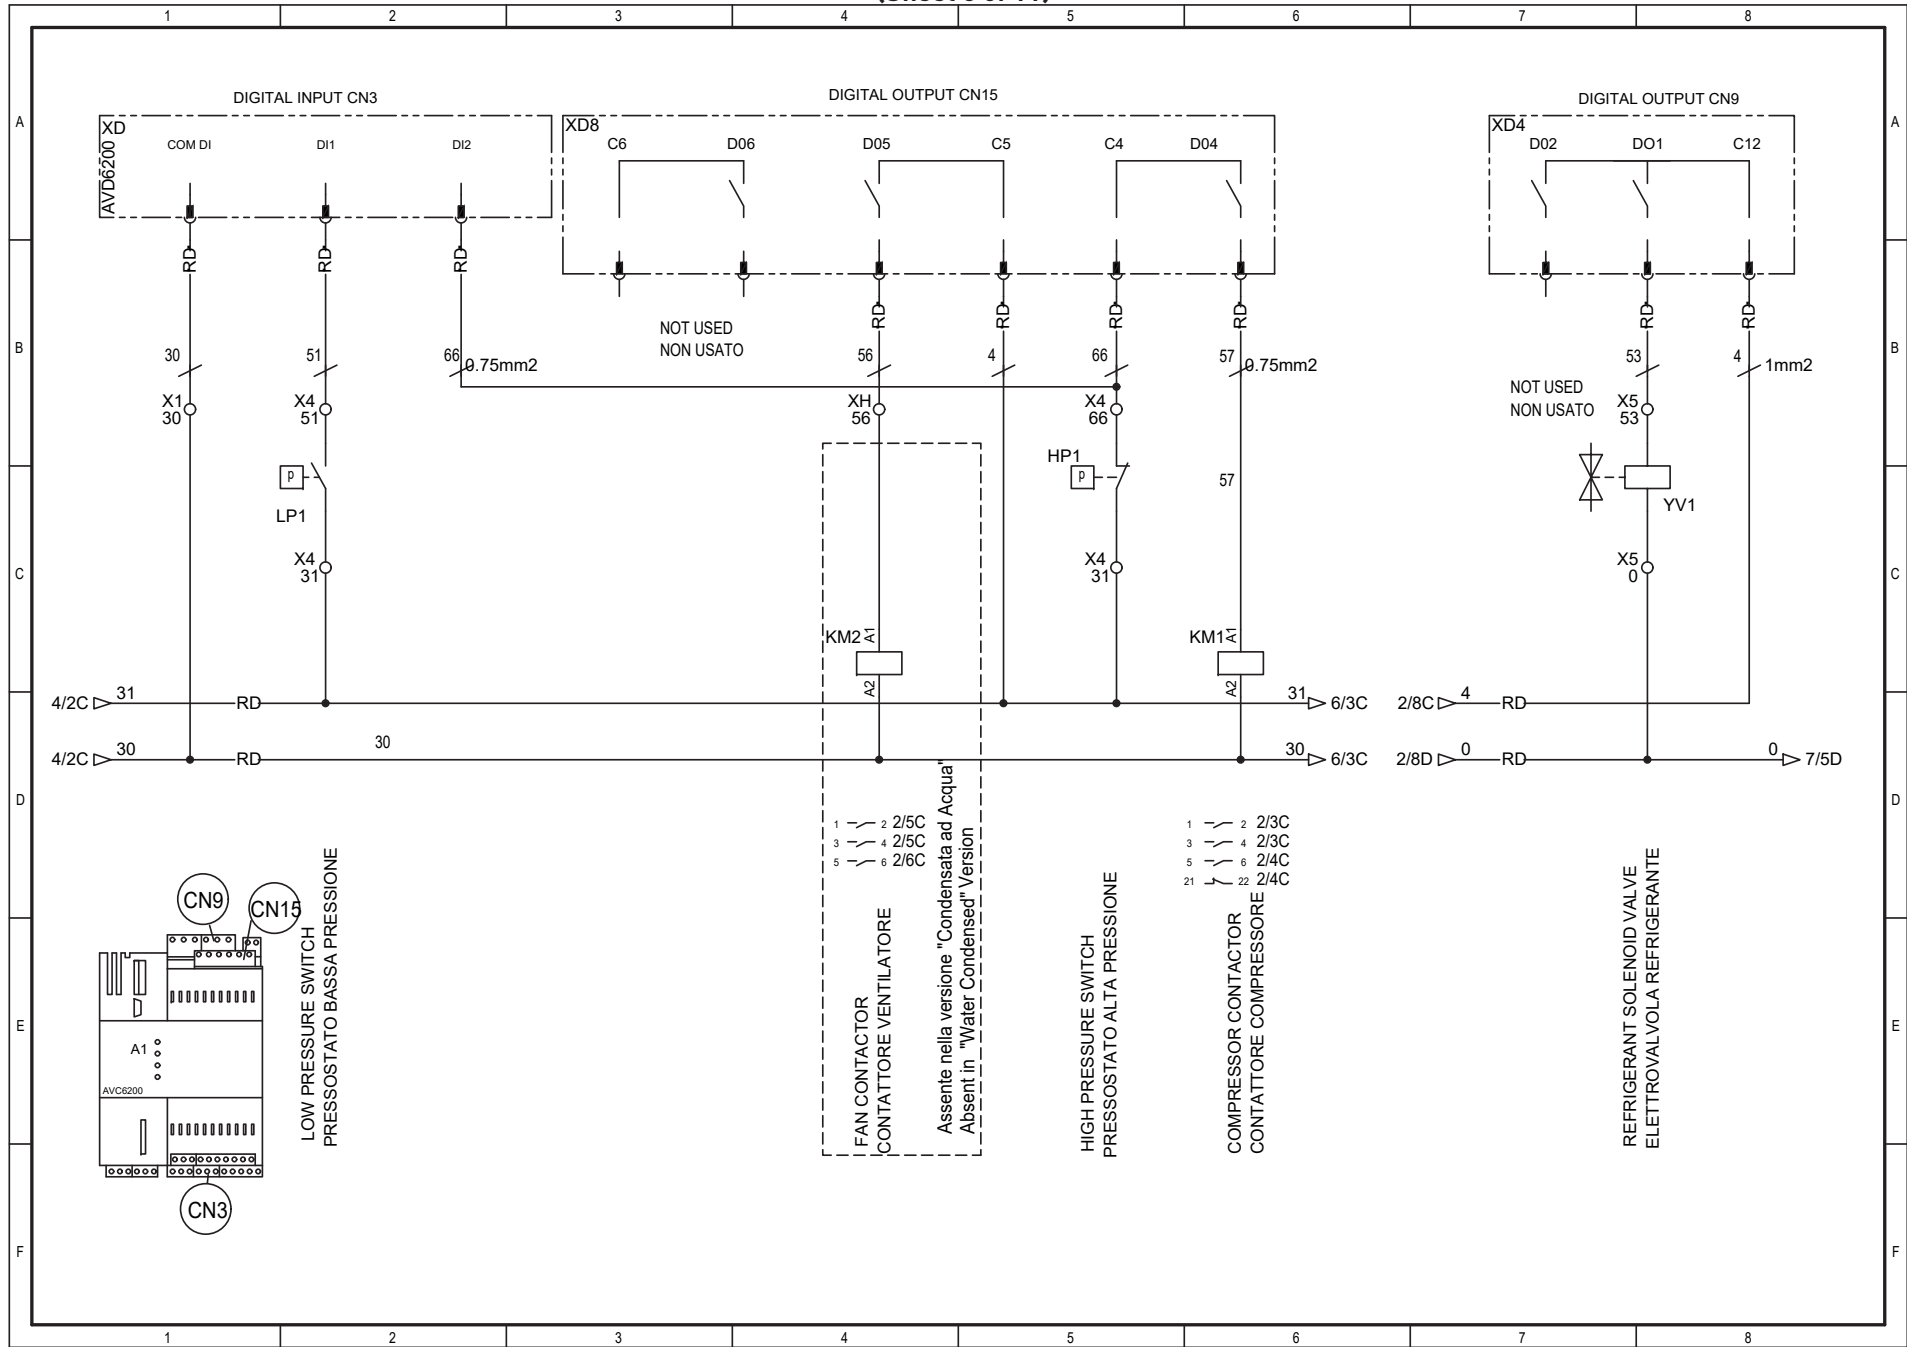 1 2 3 4 5 6 7 8
A A
B B
C C
D D
E E
F F
DIGITAL INPUT CN3
XD
AVD6200
COM DI DI1 DI2
DIGITAL OUTPUT CN15
XD8
C6 D06 D05 C5 C4 D04
DIGITAL OUTPUT CN9
XD4
D02 DO1 C12
RD RD RD RD RD RD RD RD RD
NOT USED
NON USATO
30 51 66 0.75mm2 56 4 66 57 0.75mm2 53 4 1mm2
NOT USED
NON USATO
X1
30
X4
51
XH
56
X4
66
X5
53
P
LP1
HP1
P
57
YV1
X4
31
X4
31
X5
0
KM2 A1
A2
KM1 A1
A2
4/2C 31 RD 31 6/3C
2/8C 4 RD
4/2C 30 RD 30 30 6/3C
2/8D 0 RD 0 7/5D
1 2 2/5C
3 4 2/5C
5 6 2/6C
1 2 2/3C
3 4 2/3C
5 6 2/4C
21 22 2/4C
CN9
CN15
A1
AVC6200
CN3
LOW PRESSURE SWITCH
PRESSOSTATO BASSA PRESSIONE
FAN CONTACTOR
CONTATTORE VENTILATORE
Assente nella versione "Condensata ad Acqua"
Absent in "Water Condensed" Version
HIGH PRESSURE SWITCH
PRESSOSTATO ALTA PRESSIONE
COMPRESSOR CONTACTOR
CONTATTORE COMPRESSORE
REFRIGERANT SOLENOID VALVE
ELETTROVALVOLA REFRIGERANTE
1 2 3 4 5 6 7 8